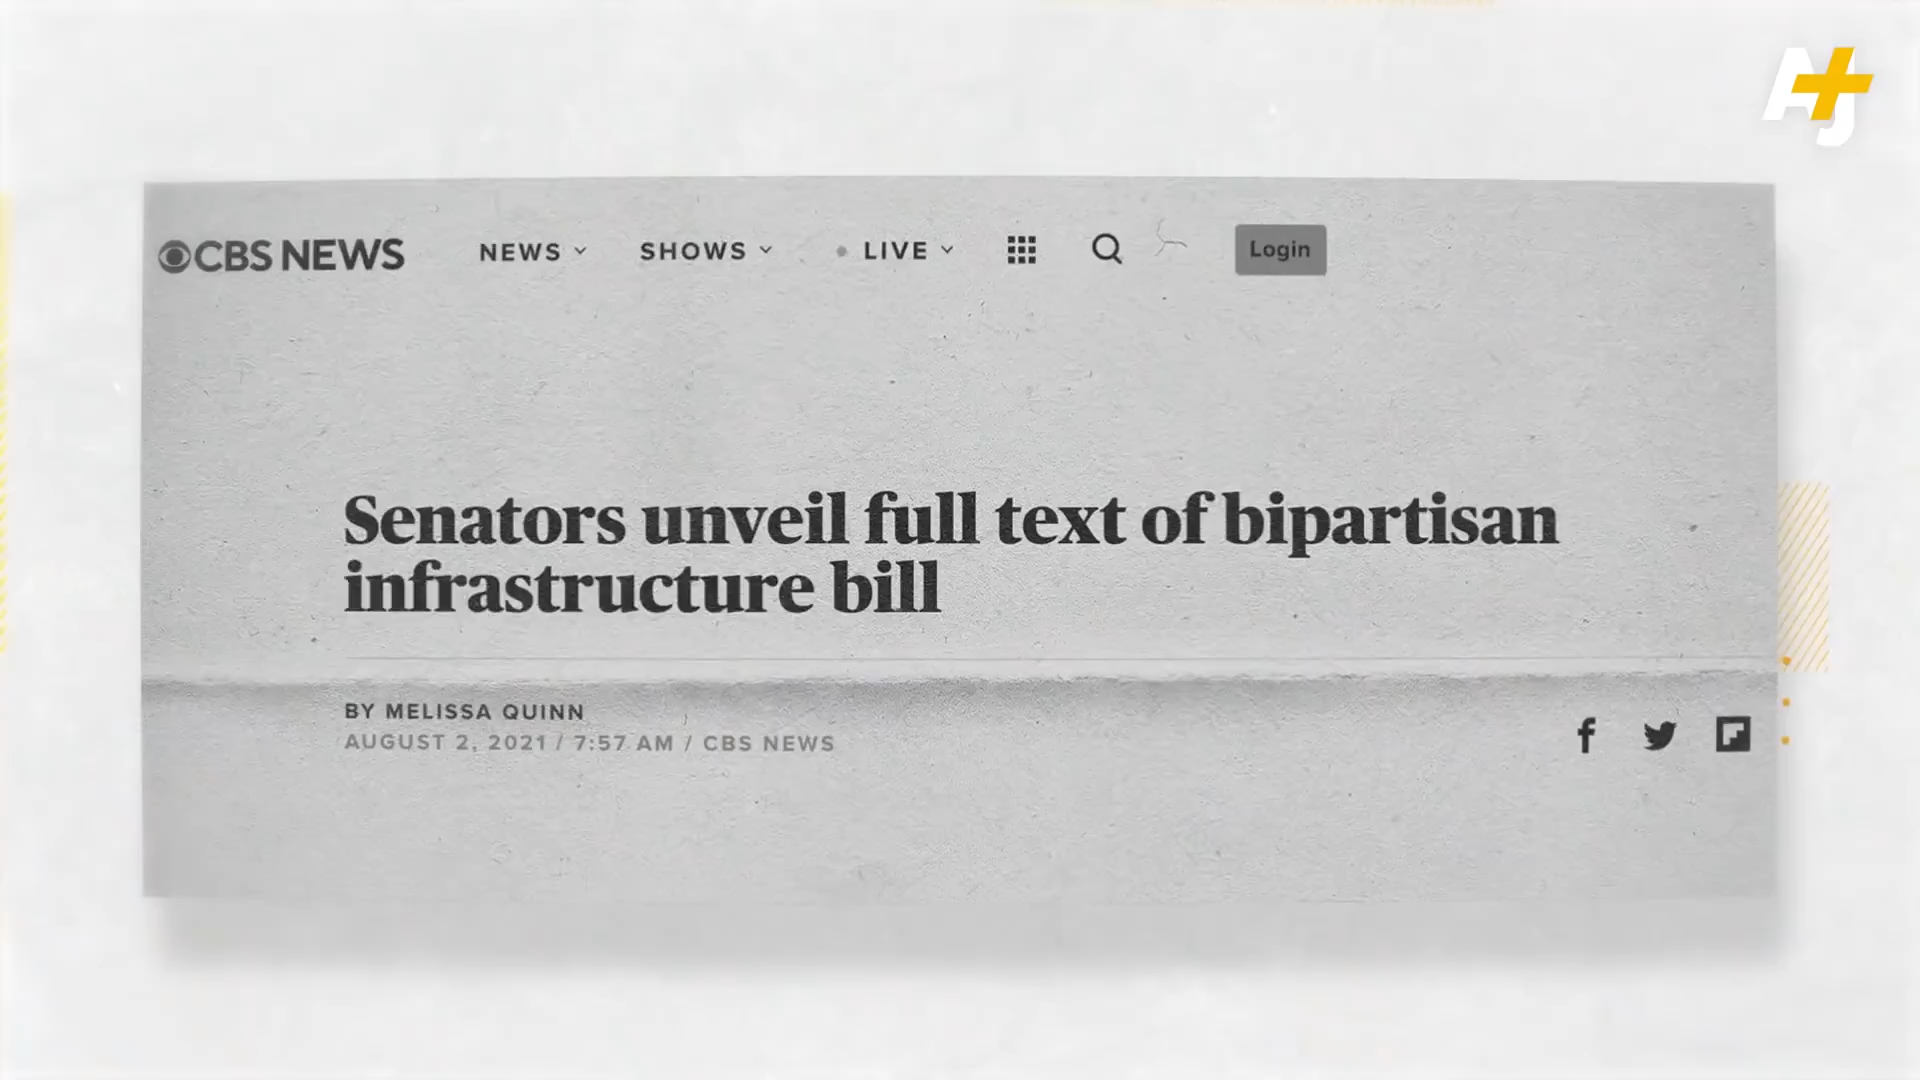 AJ+
CBS NEWS NEWS SHOWS LIVE Login
Senators unveil full text of bipartisan
infrastructure bill
BY MELISSA QUINN
AUGUST 2, 2021 / 7:57 AM / CBS NEWS